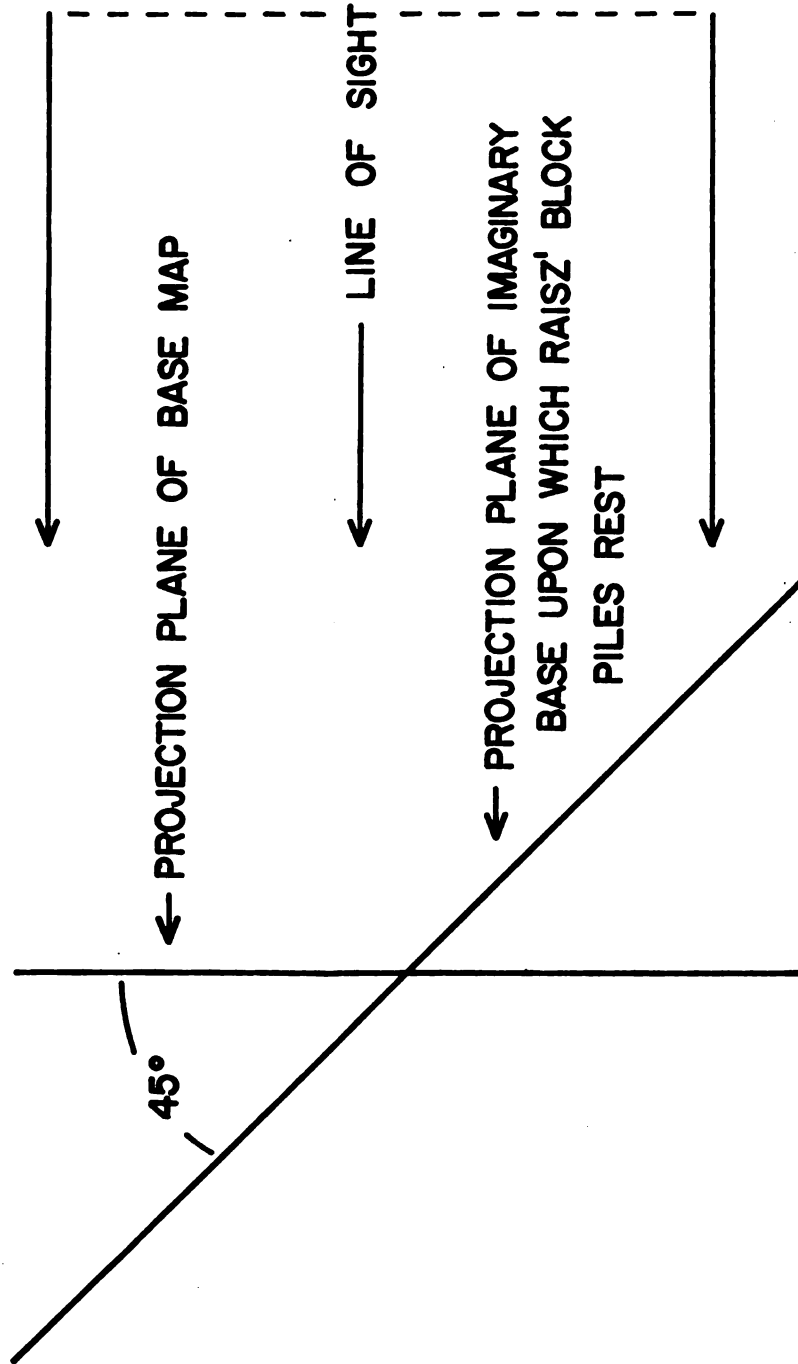 45°
PROJECTION PLANE OF BASE MAP
LINE OF SIGHT
PROJECTION PLANE OF IMAGINARY
BASE UPON WHICH RAISZ' BLOCK
PILES REST